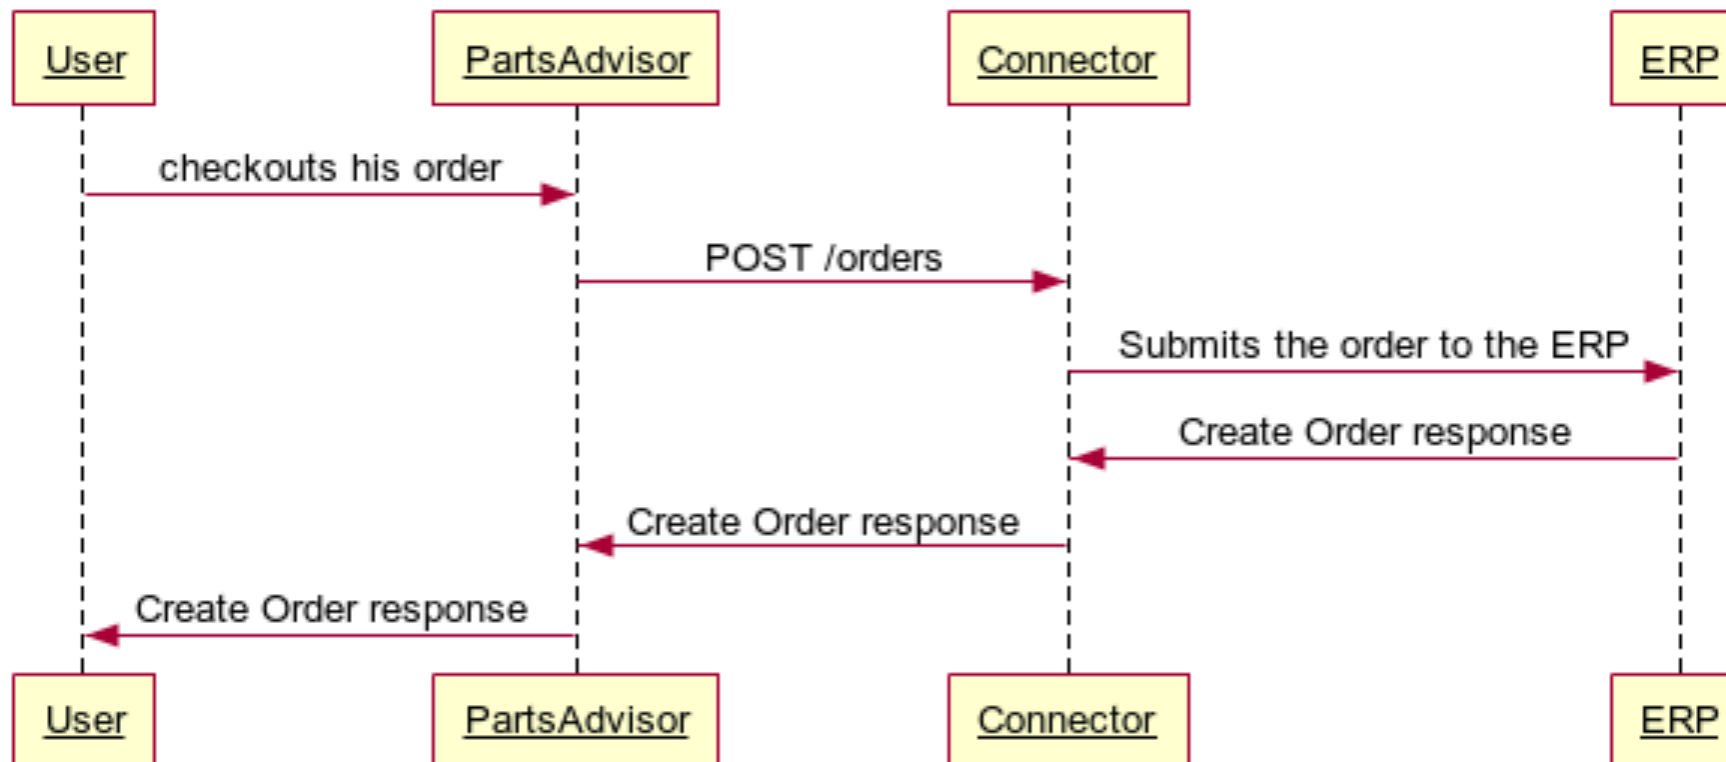 User
PartsAdvisor
Connector
ERP
checkouts his order
POST /orders
Submits the order to the ERP
Create Order response
Create Order response
Create Order response
User
PartsAdvisor
Connector
ERP